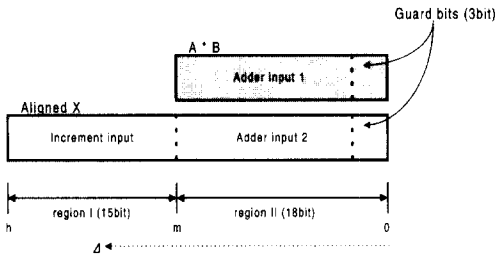 Guard bits (3bit)
A * B
Adder input 1
Aligned X
Increment input
Adder input 2
region I (15bit)
region II (18bit)
h
m
0
Δ